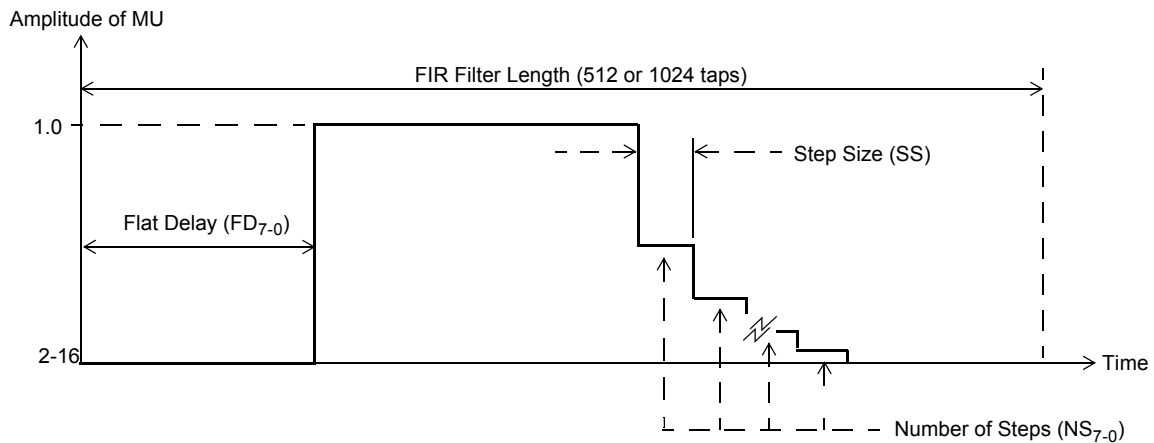 Amplitude of MU
FIR Filter Length (512 or 1024 taps)
1.0
Step Size (SS)
Flat Delay (FD7-0)
2-16
Time
Number of Steps (NS7-0)